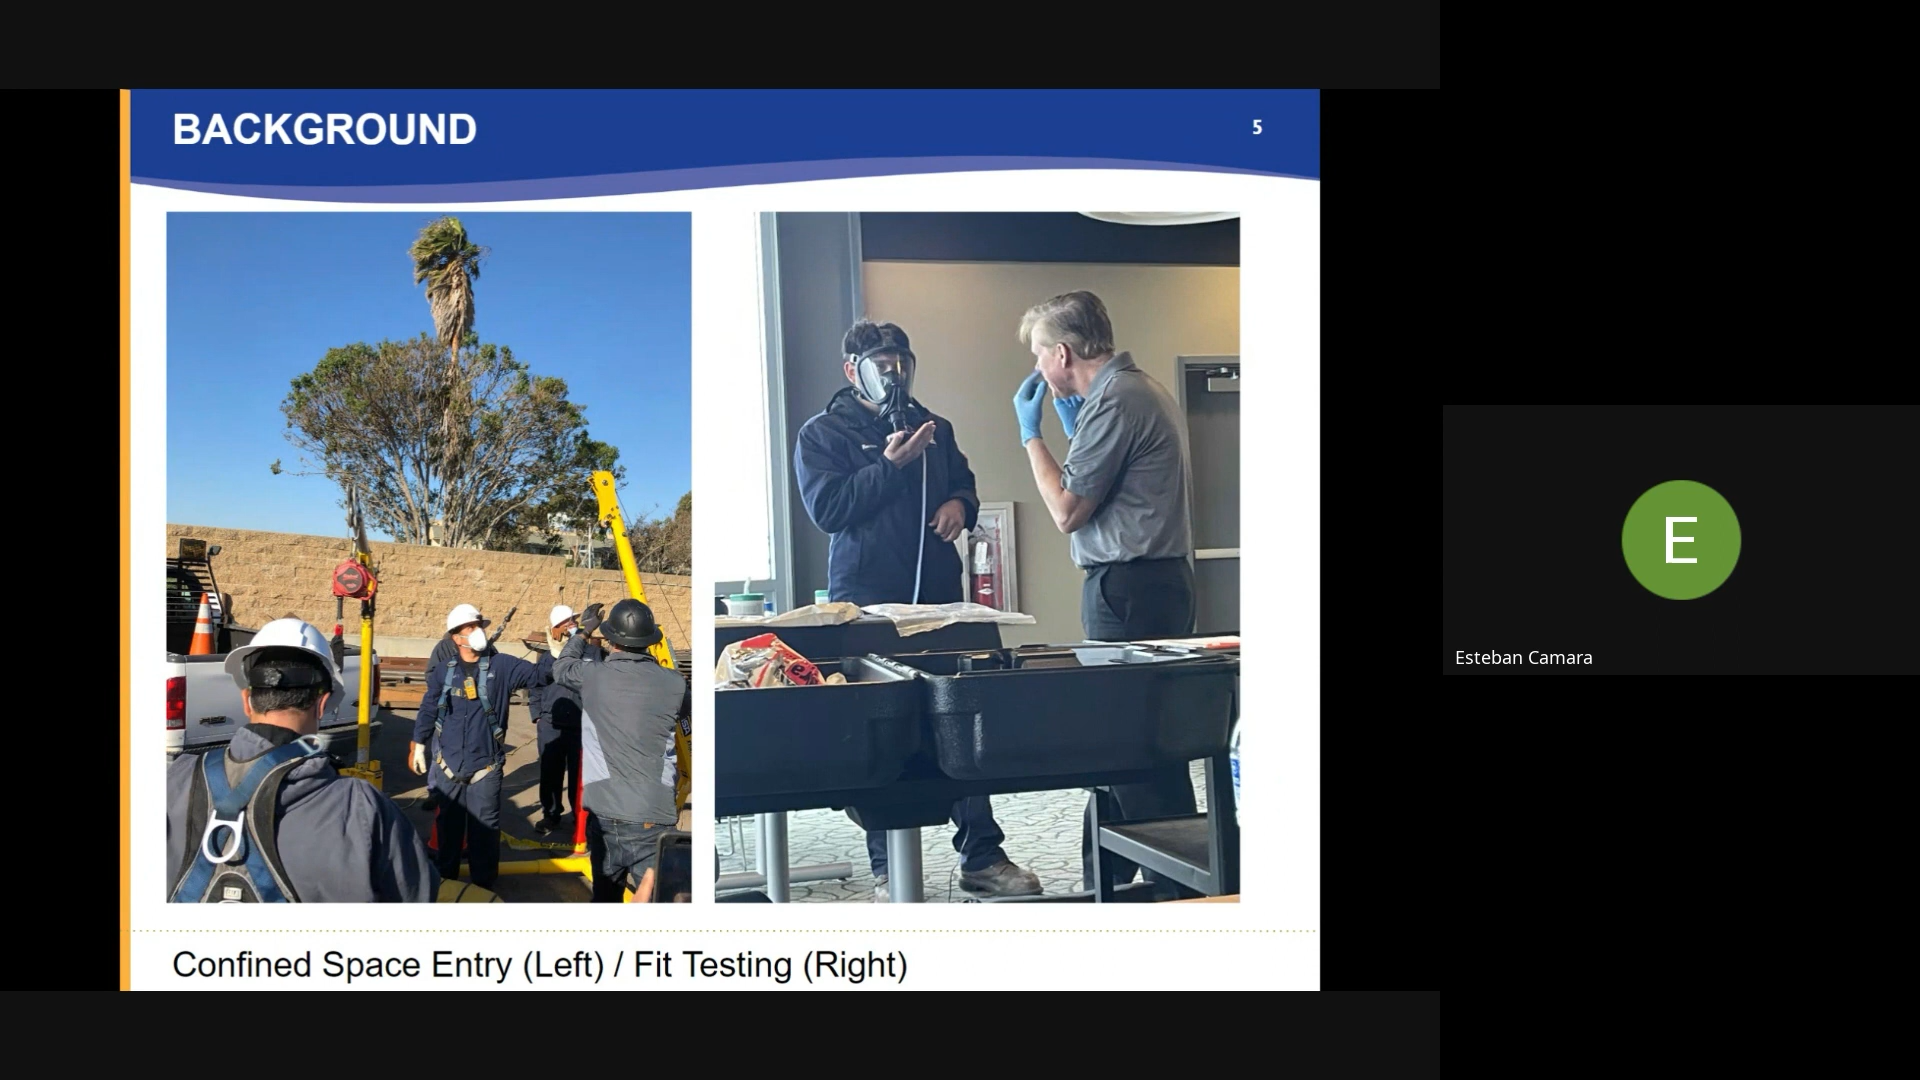 BACKGROUND
5
Confined Space Entry (Left) / Fit Testing (Right)
E
Esteban Camara